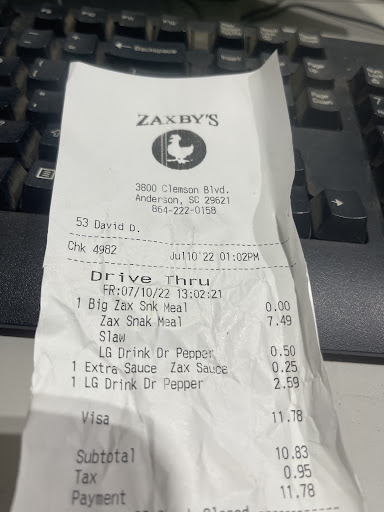 Backspace
ZAXBY'S
3800 Clemson Blvd.
Anderson, SC 29621
864-222-0158
53 David D.
Chk 4982 Jul10'22 01:02PM
Drive Thru
FR:07/10/22 13:02:21
1 Big Zax Snk Meal 0.00
Zax Snak Meal 7.49
Slaw
LG Drink Dr Pepper 0.50
1 Extra Sauce Zax Sauce 0.25
1 LG Drink Dr Pepper 2.59
Visa 11.78
Subtotal 10.83
Tax 0.95
Payment 11.78